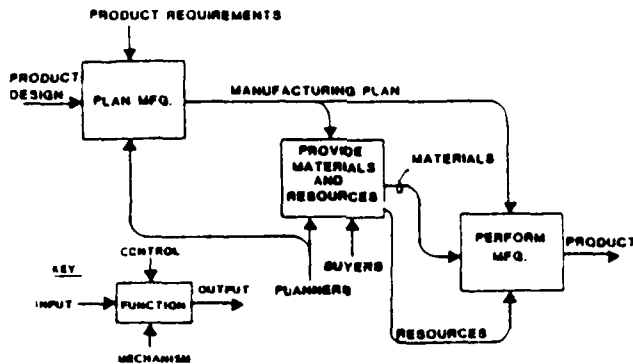 PRODUCT REQUIREMENTS
PRODUCT
DESIGN
PLAN MFG.
MANUFACTURING PLAN
PROVIDE
MATERIALS
AND
RESOURCES
MATERIALS
PERFORM
MFG.
PRODUCT
BUYERS
PLANNERS
RESOURCES
KEY
CONTROL
INPUT
FUNCTION
OUTPUT
MECHANISM